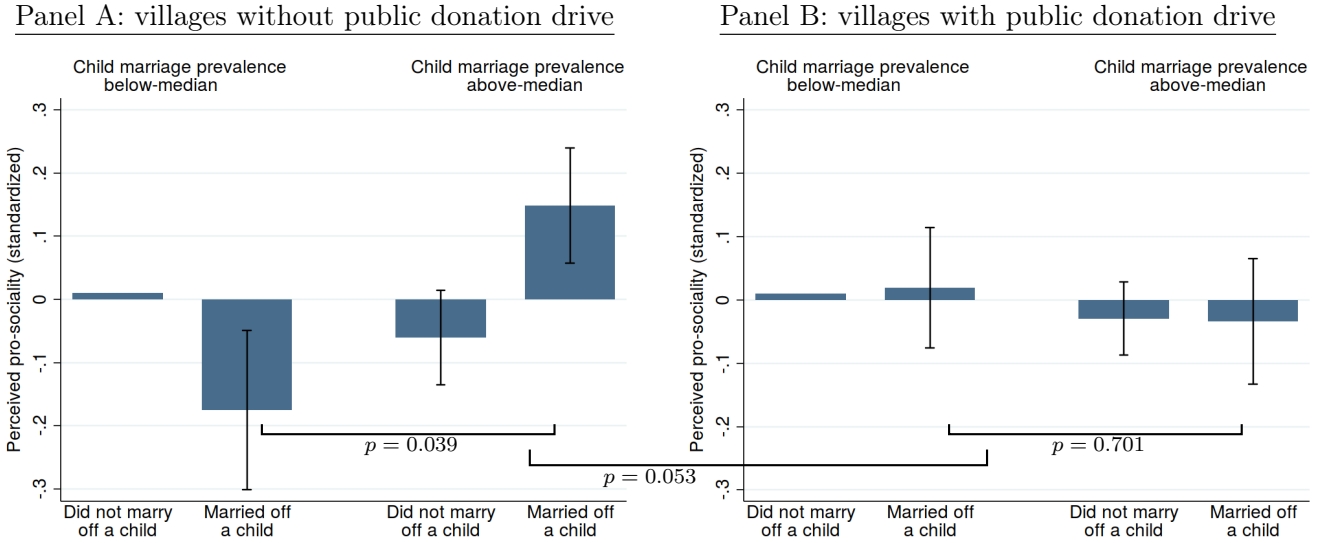 Panel A: villages without public donation drive
Child marriage prevalence
below-median
Child marriage prevalence
above-median
Perceived pro-sociality (standardized)
.3
.2
.1
0
-.1
-.2
-.3
p = 0.039
Did not marry
off a child
Married off
a child
Did not marry
off a child
Married off
a child
p = 0.053
Panel B: villages with public donation drive
Child marriage prevalence
below-median
Child marriage prevalence
above-median
Perceived pro-sociality (standardized)
.3
.2
.1
0
-.1
-.2
-.3
p = 0.701
Did not marry
off a child
Married off
a child
Did not marry
off a child
Married off
a child